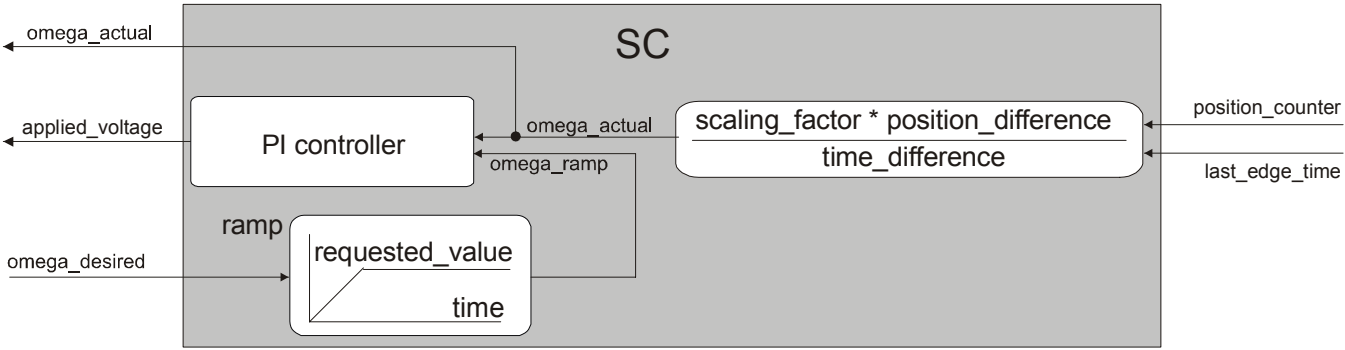 omega_actual
SC
position_counter
applied_voltage
PI controller
omega_actual
scaling_factor * position_difference
time_difference
omega_ramp
last_edge_time
ramp
requested_value
omega_desired
time